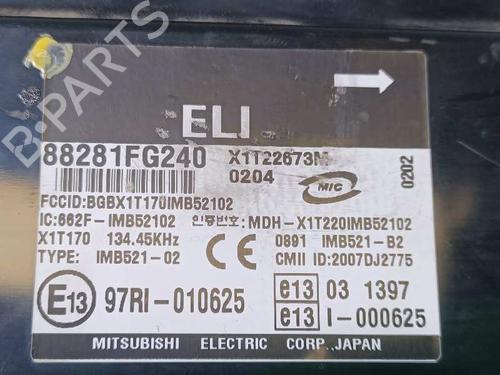 ELJ
88281FG240 X1T22673M
0204
MIC
0202
FCCID:BGBX1T170IMB52102
IC:662F-IMB52102 인증번호:MDH-X1T220IMB52102
X1T170 134.45KHz 0891 IMB521-B2
TYPE: IMB521-02 CE CMII ID:2007DJ2775
E13 97RI-010625 e13 03 1397
e13 I-000625
MITSUBISHI ELECTRIC CORP. JAPAN
B-PARTS